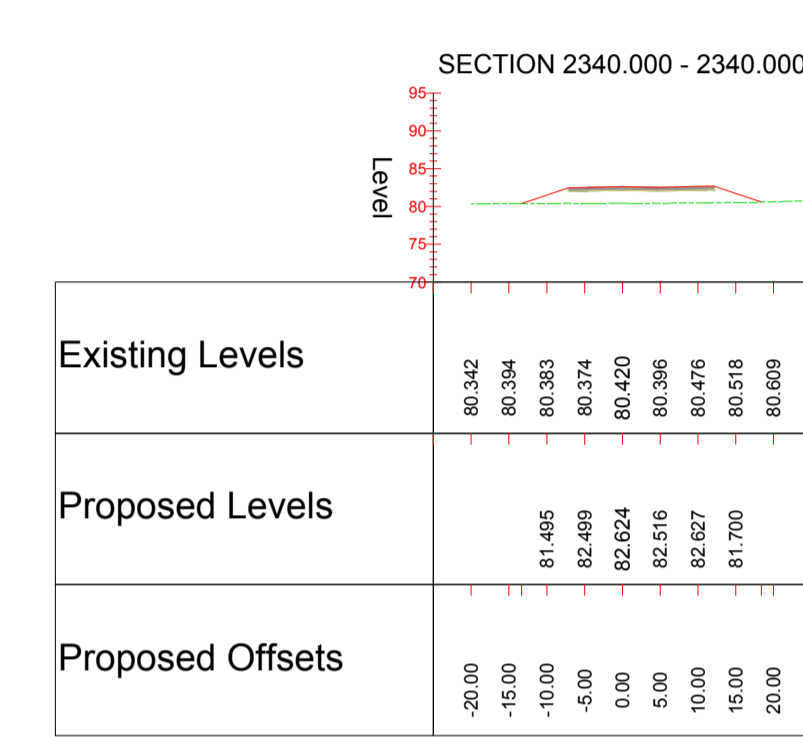 SECTION 2340.000 - 2340.000
95
90
85
80
75
70
Level
Existing Levels
80.342 80.394 80.383 80.374 80.420 80.396 80.476 80.518 80.609
Proposed Levels
81.495 82.499 82.624 82.516 82.627 81.700
Proposed Offsets
-20.00 -15.00 -10.00 -5.00 0.00 5.00 10.00 15.00 20.00